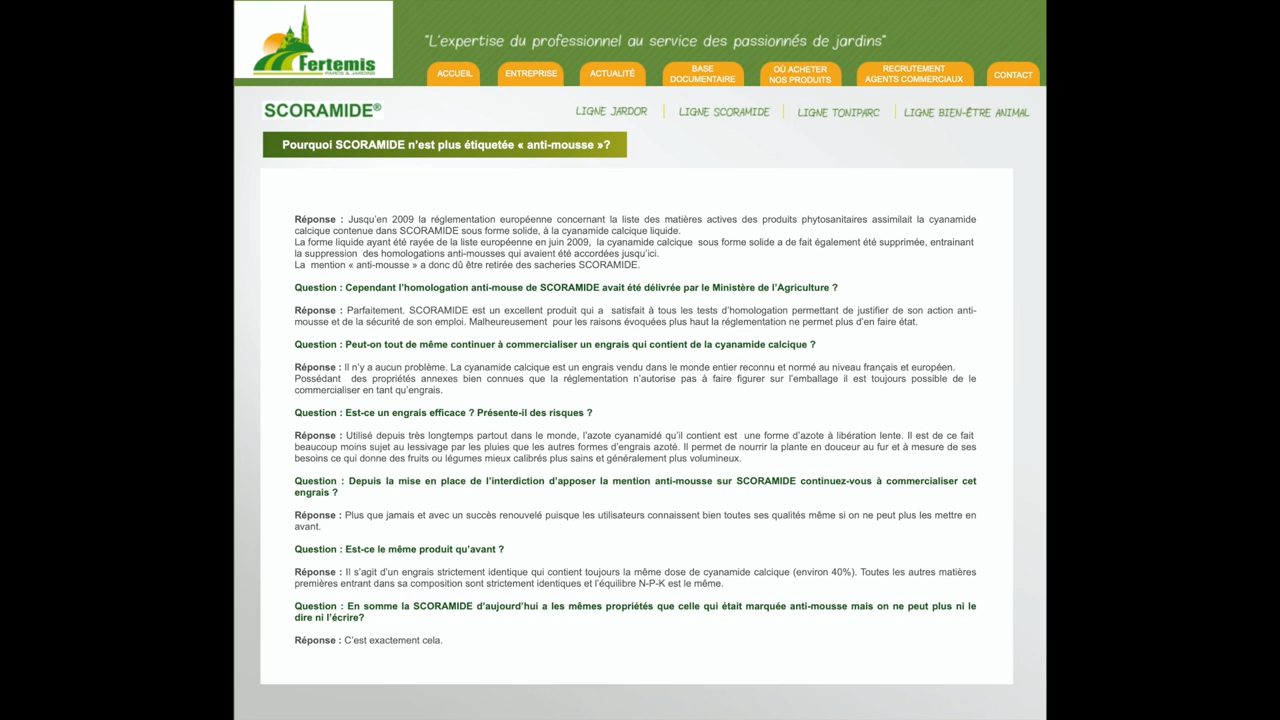 Fertemis
PARCS & JARDINS
"L'expertise du professionnel au service des passionnés de jardins"
ACCUEIL
ENTREPRISE
ACTUALITÉ
BASE
DOCUMENTAIRE
OÙ ACHETER
NOS PRODUITS
RECRUTEMENT
AGENTS COMMERCIAUX
CONTACT
SCORAMIDE®
LIGNE JARDOR
LIGNE SCORAMIDE
LIGNE TONIPARC
LIGNE BIEN-ÊTRE ANIMAL
Pourquoi SCORAMIDE n'est plus étiquetée « anti-mousse »?
Réponse : Jusqu'en 2009 la réglementation européenne concernant la liste des matières actives des produits phytosanitaires assimilait la cyanamide
calcique contenue dans SCORAMIDE sous forme solide, à la cyanamide calcique liquide.
La forme liquide ayant été rayée de la liste européenne en juin 2009, la cyanamide calcique sous forme solide a de fait également été supprimée, entrainant
la suppression des homologations anti-mousses qui avaient été accordées jusqu'ici.
La mention « anti-mousse » a donc dû être retirée des sacheries SCORAMIDE.
Question : Cependant l'homologation anti-mouse de SCORAMIDE avait été délivrée par le Ministère de l'Agriculture ?
Réponse : Parfaitement. SCORAMIDE est un excellent produit qui a satisfait à tous les tests d'homologation permettant de justifier de son action anti-
mousse et de la sécurité de son emploi. Malheureusement pour les raisons évoquées plus haut la réglementation ne permet plus d'en faire état.
Question : Peut-on tout de même continuer à commercialiser un engrais qui contient de la cyanamide calcique ?
Réponse : Il n'y a aucun problème. La cyanamide calcique est un engrais vendu dans le monde entier reconnu et normé au niveau français et européen.
Possédant des propriétés annexes bien connues que la réglementation n'autorise pas à faire figurer sur l'emballage il est toujours possible de le
commercialiser en tant qu'engrais.
Question : Est-ce un engrais efficace ? Présente-il des risques ?
Réponse : Utilisé depuis très longtemps partout dans le monde, l'azote cyanamidé qu'il contient est une forme d'azote à libération lente. Il est de ce fait
beaucoup moins sujet au lessivage par les pluies que les autres formes d'engrais azoté. Il permet de nourrir la plante en douceur au fur et à mesure de ses
besoins ce qui donne des fruits ou légumes mieux calibrés plus sains et généralement plus volumineux.
Question : Depuis la mise en place de l'interdiction d'apposer la mention anti-mousse sur SCORAMIDE continuez-vous à commercialiser cet
engrais ?
Réponse : Plus que jamais et avec un succès renouvelé puisque les utilisateurs connaissent bien toutes ses qualités même si on ne peut plus les mettre en
avant.
Question : Est-ce le même produit qu'avant ?
Réponse : Il s'agit d'un engrais strictement identique qui contient toujours la même dose de cyanamide calcique (environ 40%). Toutes les autres matières
premières entrant dans sa composition sont strictement identiques et l'équilibre N-P-K est le même.
Question : En somme la SCORAMIDE d'aujourd'hui a les mêmes propriétés que celle qui était marquée anti-mousse mais on ne peut plus ni le
dire ni l'écrire?
Réponse : C'est exactement cela.